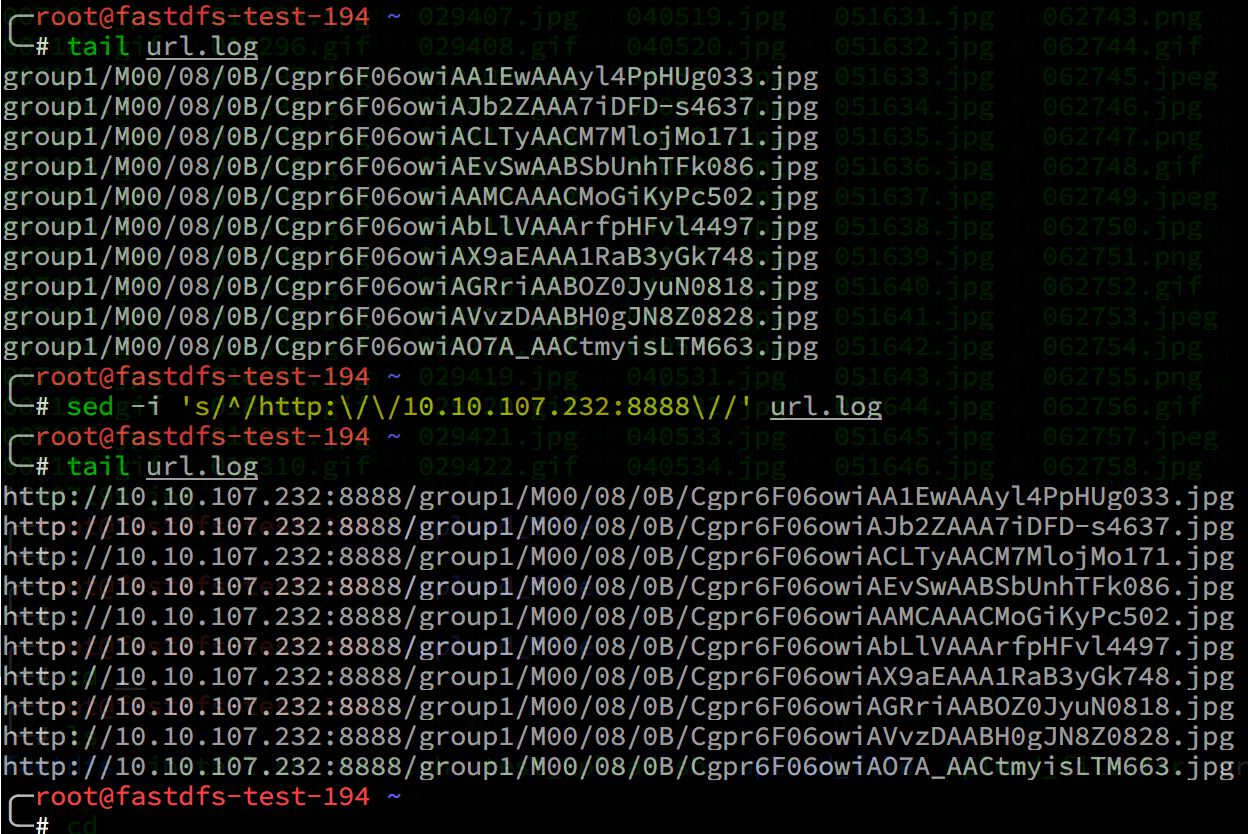 ╭─root@fastdfs-test-194 ~
╰─# tail url.log
group1/M00/08/0B/Cgpr6F06owiAA1EwAAAyl4PpHUg033.jpg
group1/M00/08/0B/Cgpr6F06owiAJb2ZAAA7iDFD-s4637.jpg
group1/M00/08/0B/Cgpr6F06owiACLTyAACM7MlojMo171.jpg
group1/M00/08/0B/Cgpr6F06owiAEvSwAABSbUnhTFk086.jpg
group1/M00/08/0B/Cgpr6F06owiAAMCAAACMoGiKyPc502.jpg
group1/M00/08/0B/Cgpr6F06owiAbLlVAAArfpHFvl4497.jpg
group1/M00/08/0B/Cgpr6F06owiAX9aEAAA1RaB3yGk748.jpg
group1/M00/08/0B/Cgpr6F06owiAGRriAABOZ0JyuN0818.jpg
group1/M00/08/0B/Cgpr6F06owiAVvzDAABH0gJN8Z0828.jpg
group1/M00/08/0B/Cgpr6F06owiAO7A_AACtmyisLTM663.jpg
╭─root@fastdfs-test-194 ~
╰─# sed -i 's/^/http:\/\/10.10.107.232:8888\//' url.log
╭─root@fastdfs-test-194 ~
╰─# tail url.log
http://10.10.107.232:8888/group1/M00/08/0B/Cgpr6F06owiAA1EwAAAyl4PpHUg033.jpg
http://10.10.107.232:8888/group1/M00/08/0B/Cgpr6F06owiAJb2ZAAA7iDFD-s4637.jpg
http://10.10.107.232:8888/group1/M00/08/0B/Cgpr6F06owiACLTyAACM7MlojMo171.jpg
http://10.10.107.232:8888/group1/M00/08/0B/Cgpr6F06owiAEvSwAABSbUnhTFk086.jpg
http://10.10.107.232:8888/group1/M00/08/0B/Cgpr6F06owiAAMCAAACMoGiKyPc502.jpg
http://10.10.107.232:8888/group1/M00/08/0B/Cgpr6F06owiAbLlVAAArfpHFvl4497.jpg
http://10.10.107.232:8888/group1/M00/08/0B/Cgpr6F06owiAX9aEAAA1RaB3yGk748.jpg
http://10.10.107.232:8888/group1/M00/08/0B/Cgpr6F06owiAGRriAABOZ0JyuN0818.jpg
http://10.10.107.232:8888/group1/M00/08/0B/Cgpr6F06owiAVvzDAABH0gJN8Z0828.jpg
http://10.10.107.232:8888/group1/M00/08/0B/Cgpr6F06owiAO7A_AACtmyisLTM663.jpg
╭─root@fastdfs-test-194 ~
╰─# cd